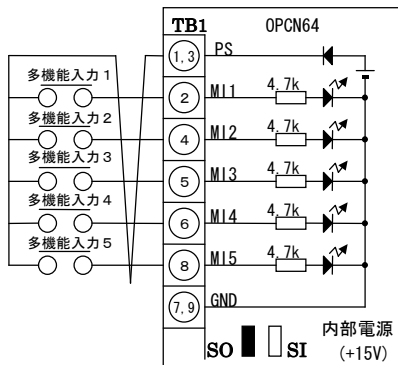 TB1 OPCN64
1, 3 PS
多機能入力1
2 MI1 4.7k
多機能入力2
4 MI2 4.7k
多機能入力3
5 MI3 4.7k
多機能入力4
6 MI4 4.7k
多機能入力5
8 MI5 4.7k
7, 9 GND
内部電源
SO SI (+15V)